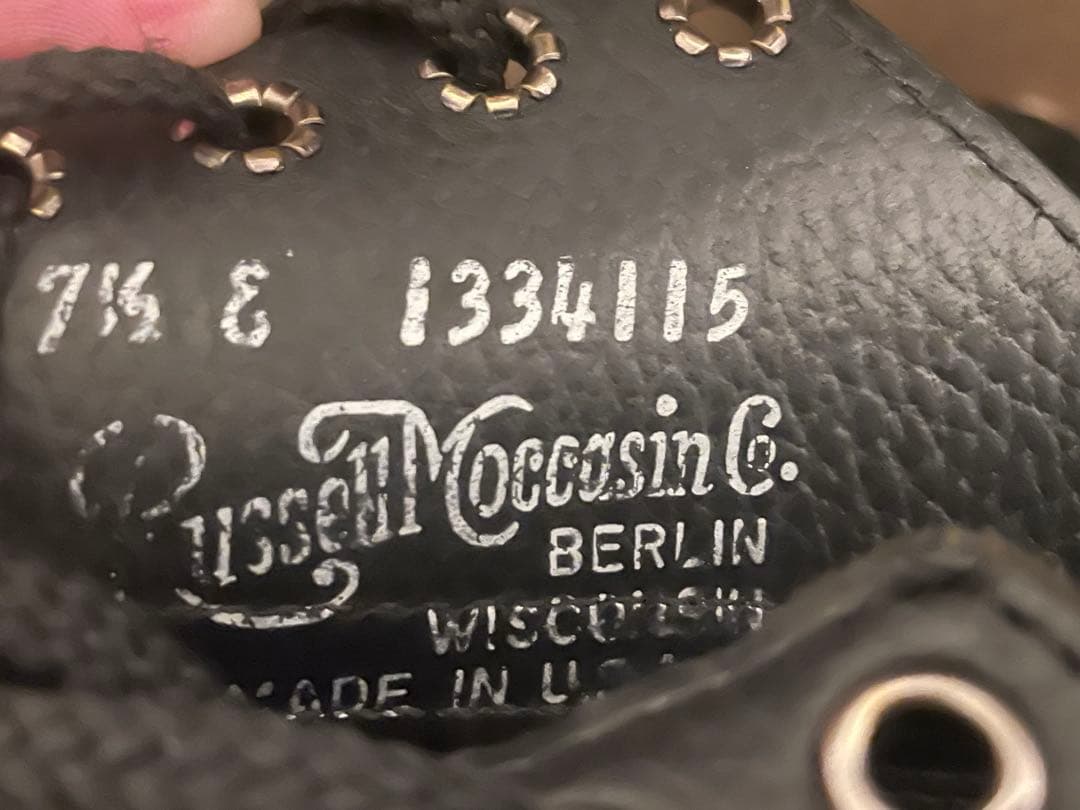 7½ E 1334115
Russell Moccasin Co.
BERLIN
WISCONSIN
MADE IN U.S.A.